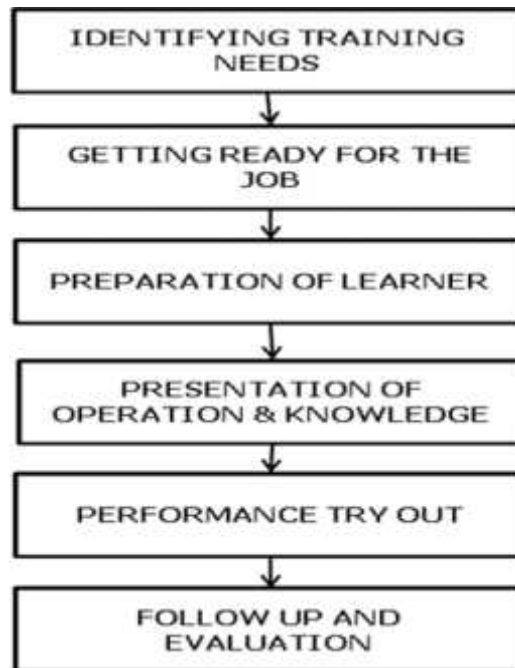 IDENTIFYING TRAINING
NEEDS
GETTING READY FOR THE
JOB
PREPARATION OF LEARNER
PRESENTATION OF
OPERATION & KNOWLEDGE
PERFORMANCE TRY OUT
FOLLOW UP AND
EVALUATION